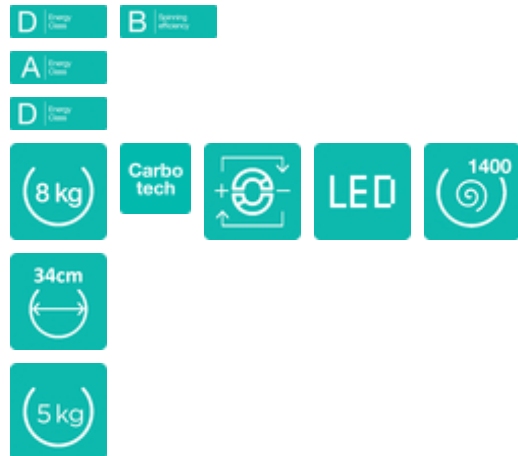 D Energy Class B Spinning efficiency
A Energy Class
D Energy Class
8 kg Carbo tech + - LED 1400
34cm
5 kg